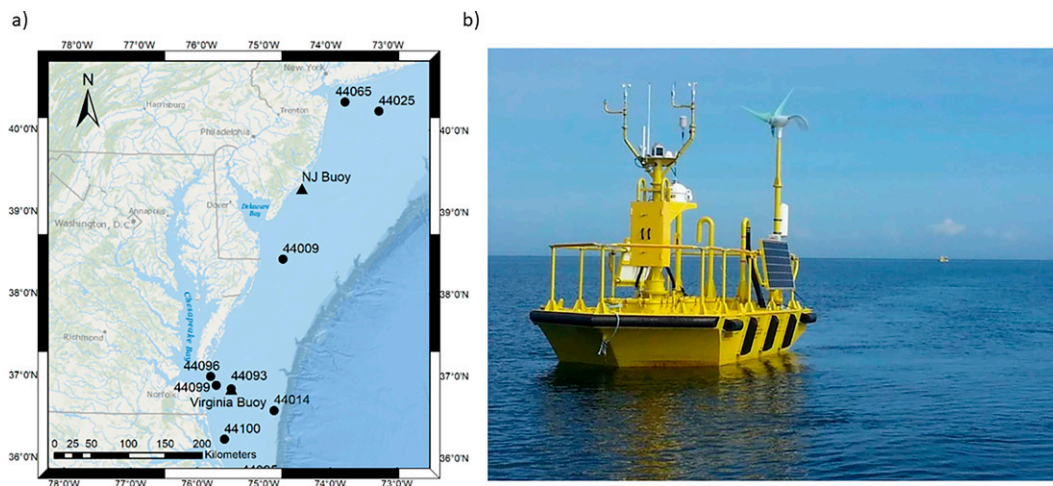 a)
78°0'W 77°0'W 76°0'W 75°0'W 74°0'W 73°0'W
N
New York
44065
44025
Harrisburg
Trenton
40°0'N
40°0'N
Philadelphia
NJ Buoy
Dover
Delaware
Bay
Annapolis
Washington, D.C.
39°0'N
39°0'N
44009
38°0'N
38°0'N
Chesapeake Bay
Richmond
44096
44093
37°0'N
37°0'N
44099
Norfolk
Virginia Buoy
44014
44100
0 25 50 100 150 200
Kilometers
36°0'N
36°0'N
78°0'W 77°0'W 76°0'W 75°0'W 74°0'W 73°0'W
b)